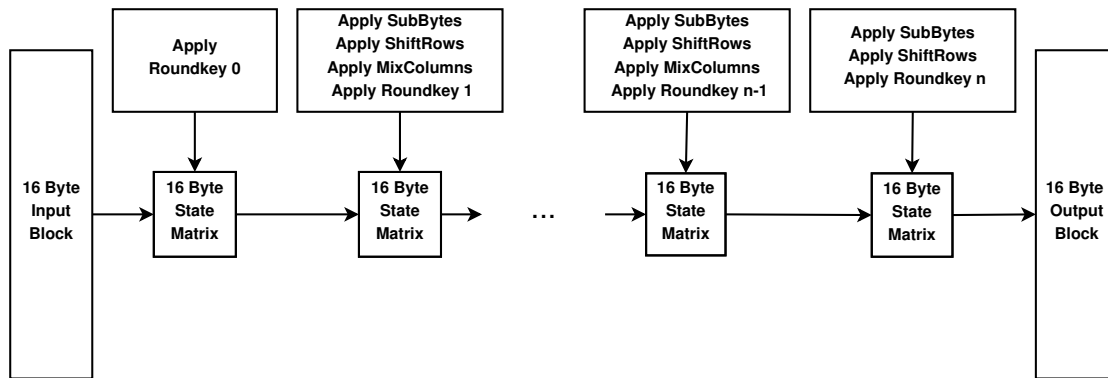 16 Byte
Input
Block
Apply
Roundkey 0
16 Byte
State
Matrix
Apply SubBytes
Apply ShiftRows
Apply MixColumns
Apply Roundkey 1
16 Byte
State
Matrix
...
Apply SubBytes
Apply ShiftRows
Apply MixColumns
Apply Roundkey n-1
16 Byte
State
Matrix
Apply SubBytes
Apply ShiftRows
Apply Roundkey n
16 Byte
State
Matrix
16 Byte
Output
Block